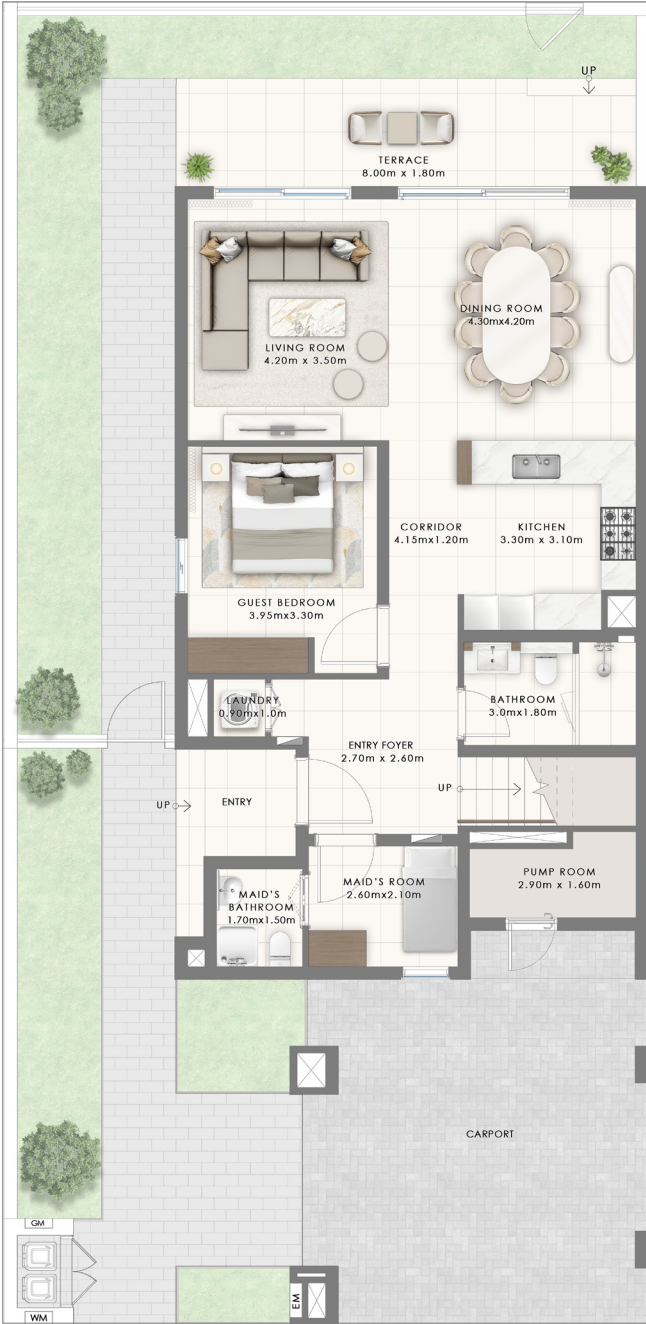 UP
TERRACE
8.00m x 1.80m
DINING ROOM
4.30mx4.20m
LIVING ROOM
4.20m x 3.50m
CORRIDOR
4.15mx1.20m
KITCHEN
3.30m x 3.10m
GUEST BEDROOM
3.95mx3.30m
LAUNDRY
0.90mx1.0m
BATHROOM
3.0mx1.80m
ENTRY FOYER
2.70m x 2.60m
UP
ENTRY
UP
PUMP ROOM
2.90m x 1.60m
MAID'S ROOM
2.60mx2.10m
MAID'S
BATHROOM
1.70mx1.50m
CARPORT
GM
EM
WM